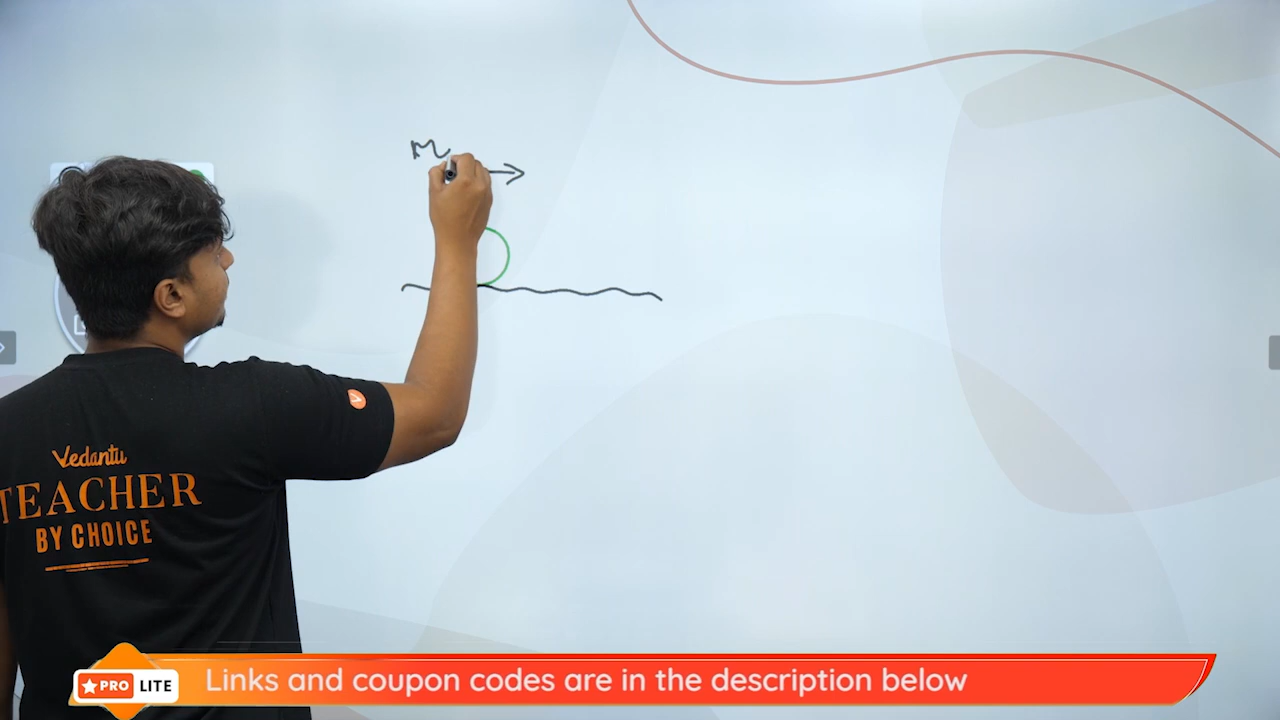 M
Vedantu
TEACHER
BY CHOICE
PRO LITE
Links and coupon codes are in the description below